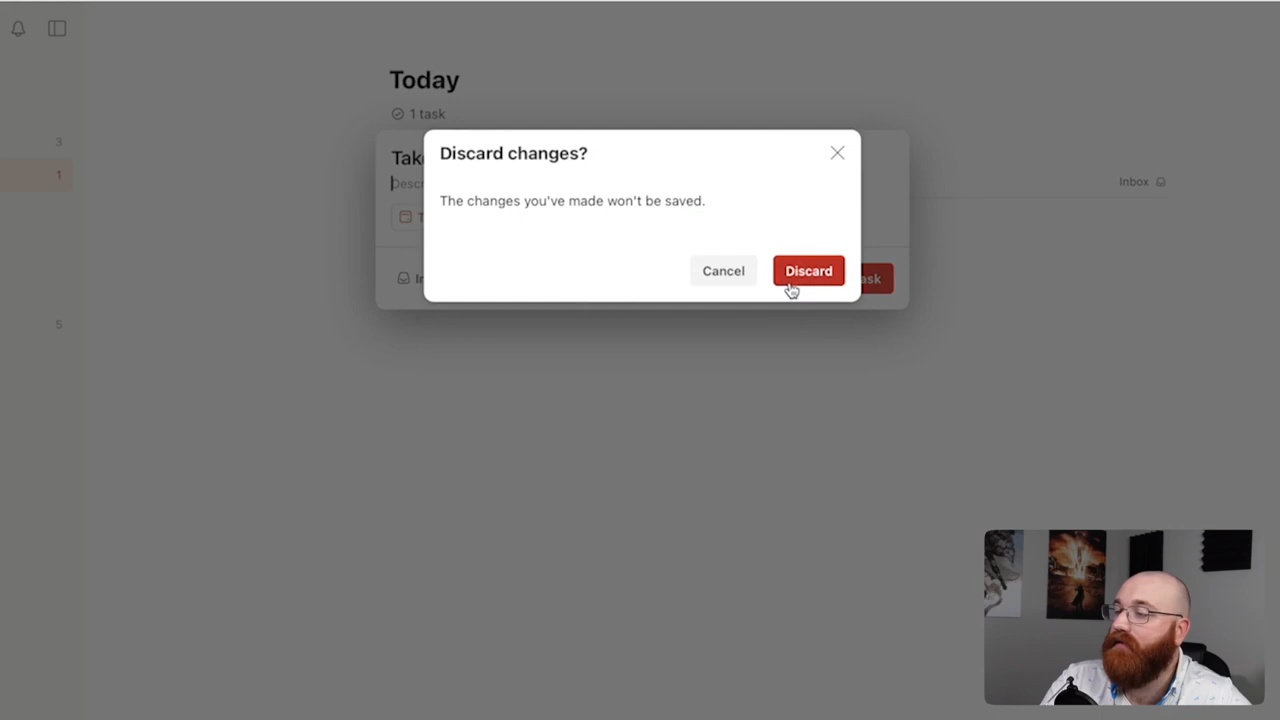 Today
1 task
3
1
Discard changes?
Inbox
The changes you've made won't be saved.
Cancel
Discard
5